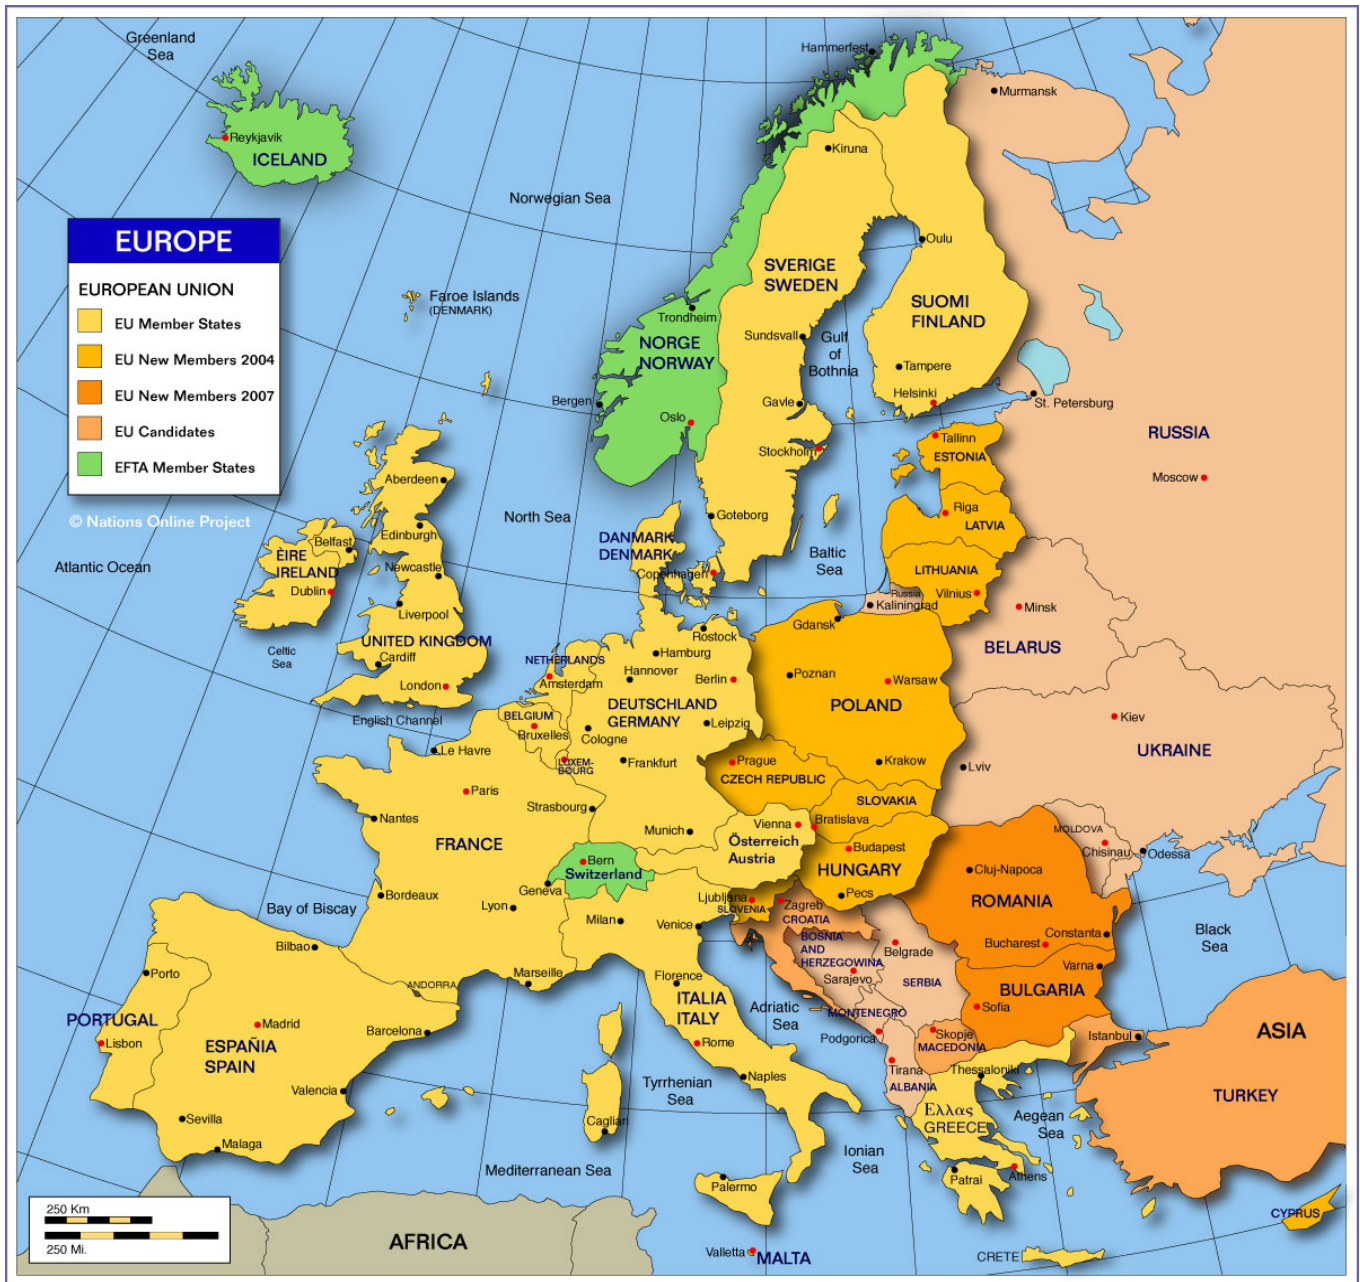 Greenland
Sea
Hammerfest
Murmansk
Reykjavik
ICELAND
Kiruna
Norwegian Sea
EUROPE
EUROPEAN UNION
EU Member States
EU New Members 2004
EU New Members 2007
EU Candidates
EFTA Member States
© Nations Online Project
Oulu
SVERIGE
SWEDEN
SUOMI
FINLAND
Faroe Islands
(DENMARK)
Trondheim
NORGE
NORWAY
Sundsvall
Gulf
of
Bothnia
Tampere
Helsinki
Bergen
Gavle
St. Petersburg
Oslo
RUSSIA
Stockholm
Tallinn
ESTONIA
Moscow
Aberdeen
North Sea
Goteborg
Riga
LATVIA
Edinburgh
Belfast
ÈIRE
IRELAND
Dublin
Newcastle
Atlantic Ocean
DANMARK
DENMARK
Copenhagen
Baltic
Sea
LITHUANIA
Vilnius
Russia
Kaliningrad
Minsk
Liverpool
UNITED KINGDOM
Celtic
Sea
Cardiff
London
Gdansk
Rostock
Hamburg
BELARUS
NETHERLANDS
Amsterdam
Hannover
Berlin
Poznan
Warsaw
POLAND
English Channel
BELGIUM
Bruxelles
DEUTSCHLAND
GERMANY
Cologne
Leipzig
Kiev
UKRAINE
Le Havre
LUXEM-
BOURG
Frankfurt
Prague
CZECH REPUBLIC
Krakow
Lviv
Paris
Strasbourg
SLOVAKIA
Nantes
Munich
Vienna
Bratislava
Österreich
Austria
MOLDOVA
Chisinau
Odessa
FRANCE
Bern
Switzerland
Budapest
HUNGARY
Cluj-Napoca
Geneva
Bordeaux
Lyon
Pecs
Ljubljana
SLOVENIA
Zagreb
CROATIA
ROMANIA
Bay of Biscay
Milan
Venice
Constanta
Bucharest
Black
Sea
Bilbao
BOSNIA
AND
HERZEGOWINA
Sarajevo
Belgrade
SERBIA
Varna
BULGARIA
Porto
ANDORRA
Marseille
Florence
ITALIA
ITALY
Adriatic
Sea
MONTENEGRO
Podgorica
Sofia
PORTUGAL
Lisbon
Madrid
ESPAÑIA
SPAIN
Barcelona
Rome
Skopje
MACEDONIA
Istanbul
ASIA
Tirana
ALBANIA
Thessaloniki
Valencia
Tyrrhenian
Sea
Naples
TURKEY
Sevilla
Malaga
Cagliari
Ελλας
GREECE
Aegean
Sea
Mediterranean Sea
Ionian
Sea
Palermo
Patrai
Athens
250 Km
250 Mi.
AFRICA
Valletta
MALTA
CRETE
CYPRUS